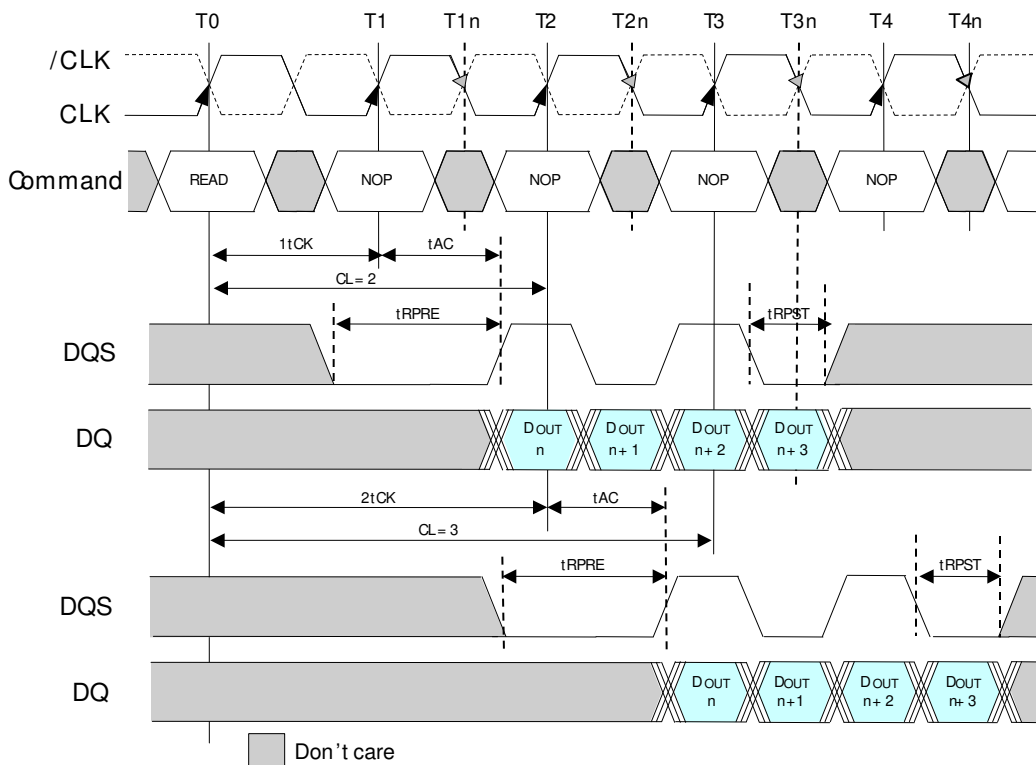 T0 T1 T1n T2 T2n T3 T3n T4 T4n
/CLK
CLK
Command READ NOP NOP NOP NOP
1tCK tAC
CL=2
tRPRE tRPST
DQS
DQ DOUT n DOUT n+1 DOUT n+2 DOUT n+3
2tCK tAC
CL=3
tRPRE tRPST
DQS
DQ DOUT n DOUT n+1 DOUT n+2 DOUT n+3
Don't care